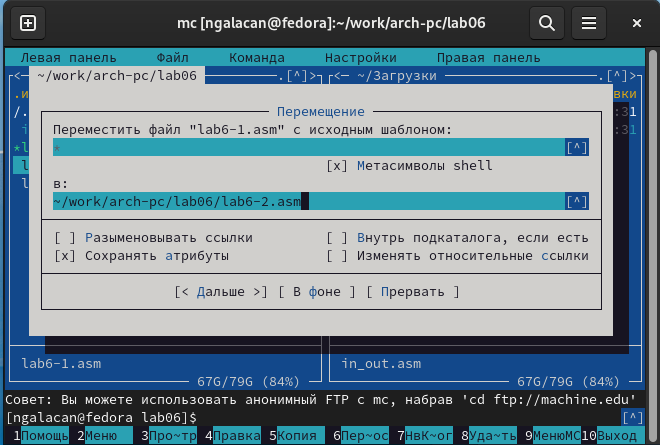 mc [ngalacan@fedora]:~/work/arch-pc/lab06
Левая панель Файл Команда Настройки Правая панель
~/work/arch-pc/lab06 .[^]> <─ ~/Загрузки .[^]>
.и вки
/. :31
:31
*l
l
l
Перемещение
Переместить файл "lab6-1.asm" с исходным шаблоном:
* [^]
[x] Метасимволы shell
в:
~/work/arch-pc/lab06/lab6-2.asm [^]
[ ] Разыменовывать ссылки [ ] Внутрь подкаталога, если есть
[x] Сохранять атрибуты [ ] Изменять относительные ссылки
[< Дальше >] [ В фоне ] [ Прервать ]
lab6-1.asm in_out.asm
67G/79G (84%) 67G/79G (84%)
Совет: Вы можете использовать анонимный FTP с mc, набрав 'cd ftp://machine.edu'
[ngalacan@fedora lab06]$ [^]
1Помощь 2Меню 3Про~тр 4Правка 5Копия 6Пер~ос 7НвК~ог 8Уда~ть 9МенюМС 10Выход